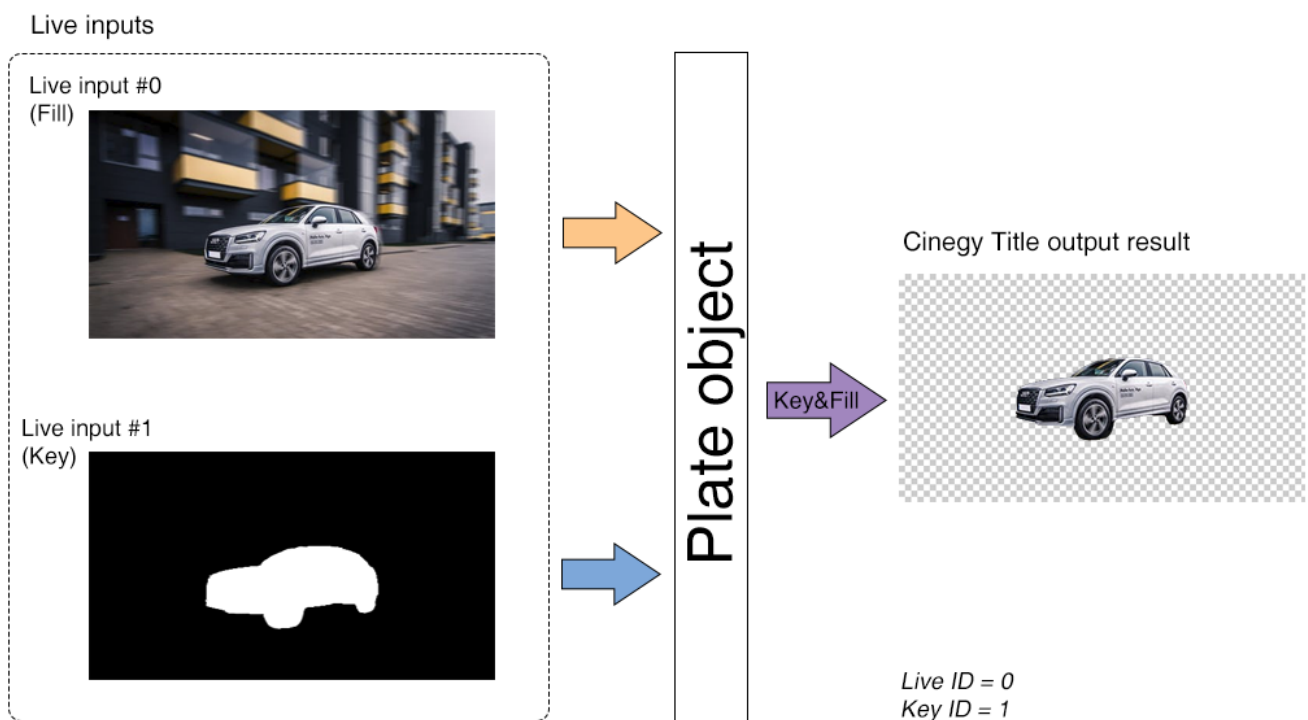 Live inputs
Live input #0
(Fill)
Live input #1
(Key)
Plate object
Key&Fill
Cinegy Title output result
Live ID = 0
Key ID = 1